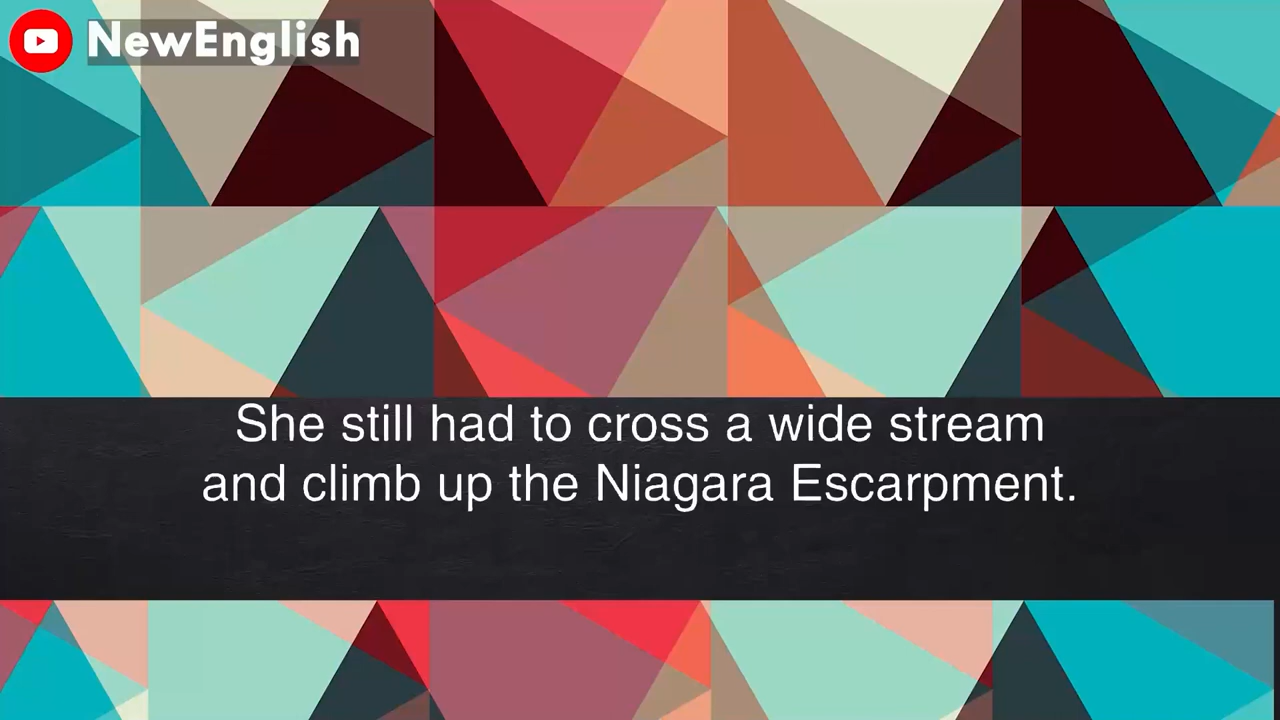 NewEnglish
She still had to cross a wide stream
and climb up the Niagara Escarpment.